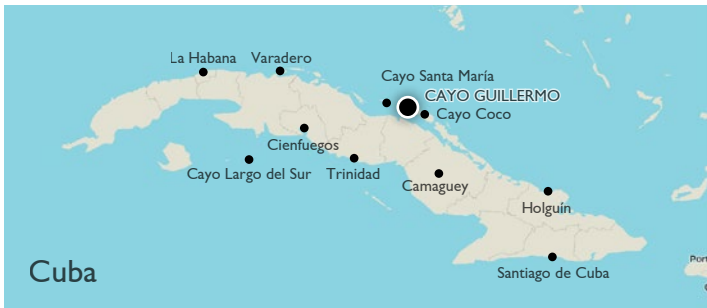 La Habana
Varadero
Cayo Santa María
CAYO GUILLERMO
Cayo Coco
Cienfuegos
Cayo Largo del Sur
Trinidad
Camaguey
Holguín
Santiago de Cuba
Cuba